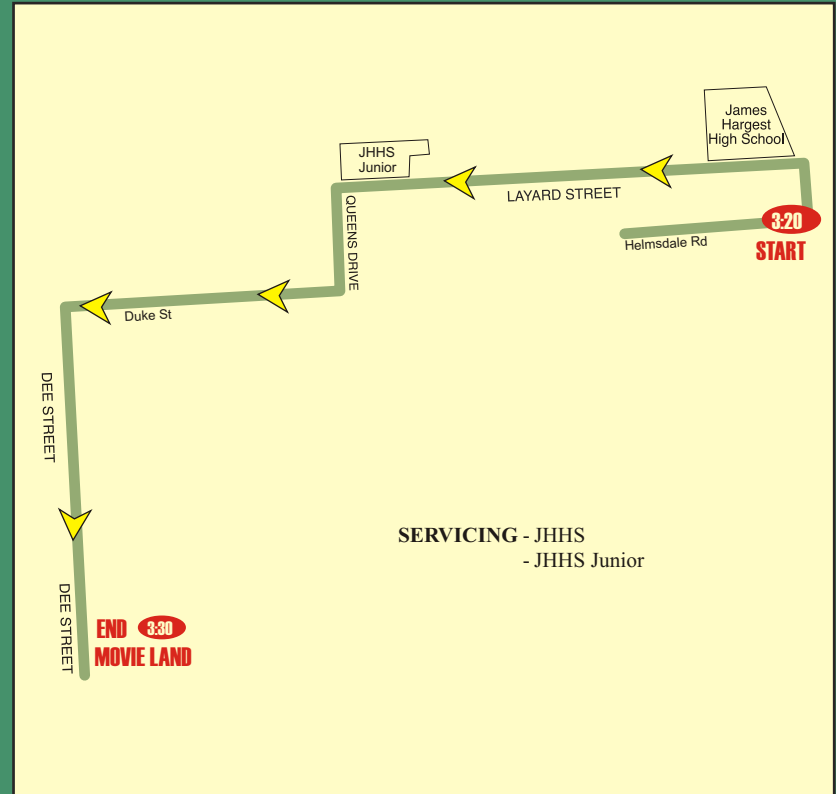 James
Hargest
High School
JHHS
Junior
LAYARD STREET
3:20
START
Helmsdale Rd
QUEENS DRIVE
Duke St
DEE STREET
SERVICING - JHHS
- JHHS Junior
DEE STREET
END 3:30
MOVIE LAND